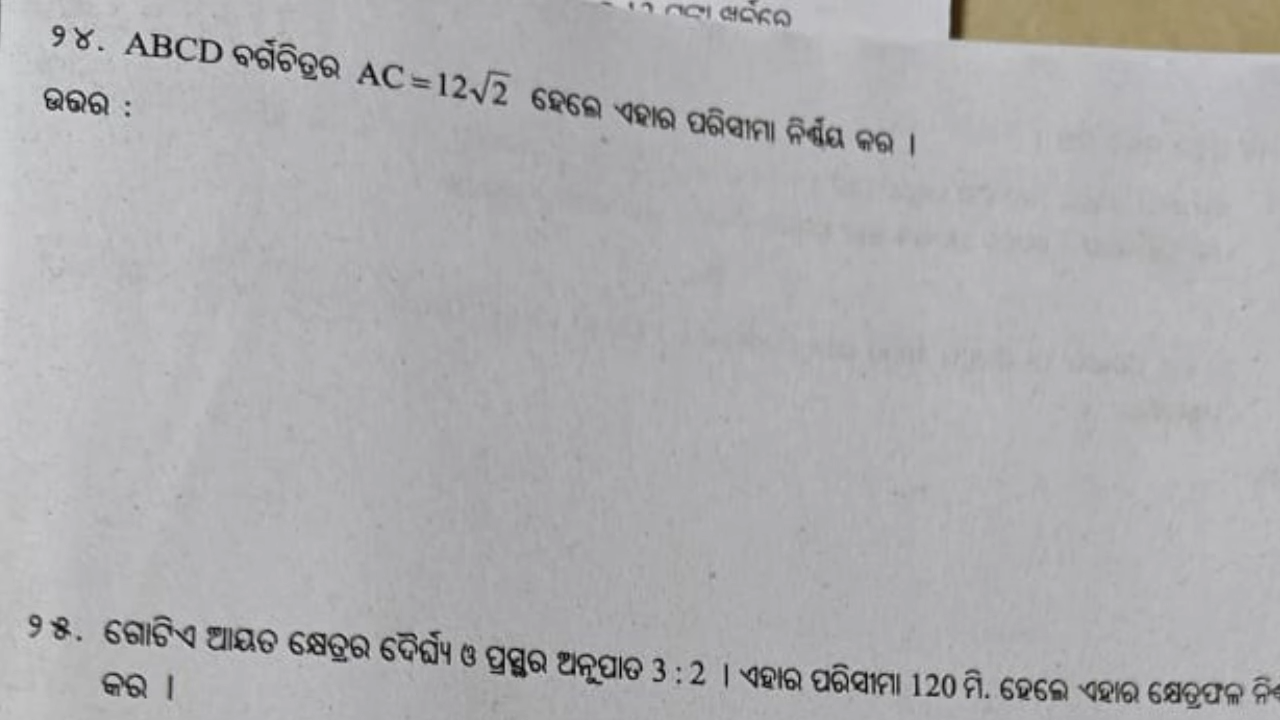 ୨୪. ABCD ବର୍ଗଚିତ୍ରର AC = 12√2 ହେଲେ ଏହାର ପରିସୀମା ନିର୍ଣ୍ଣୟ କର ।
ଉତ୍ତର :
୨୫. ଗୋଟିଏ ଆୟତ କ୍ଷେତ୍ରର ଦୈର୍ଘ୍ୟ ଓ ପ୍ରସ୍ଥର ଅନୁପାତ 3 : 2 । ଏହାର ପରିସୀମା 120 ମି. ହେଲେ ଏହାର କ୍ଷେତ୍ରଫଳ
କର ।